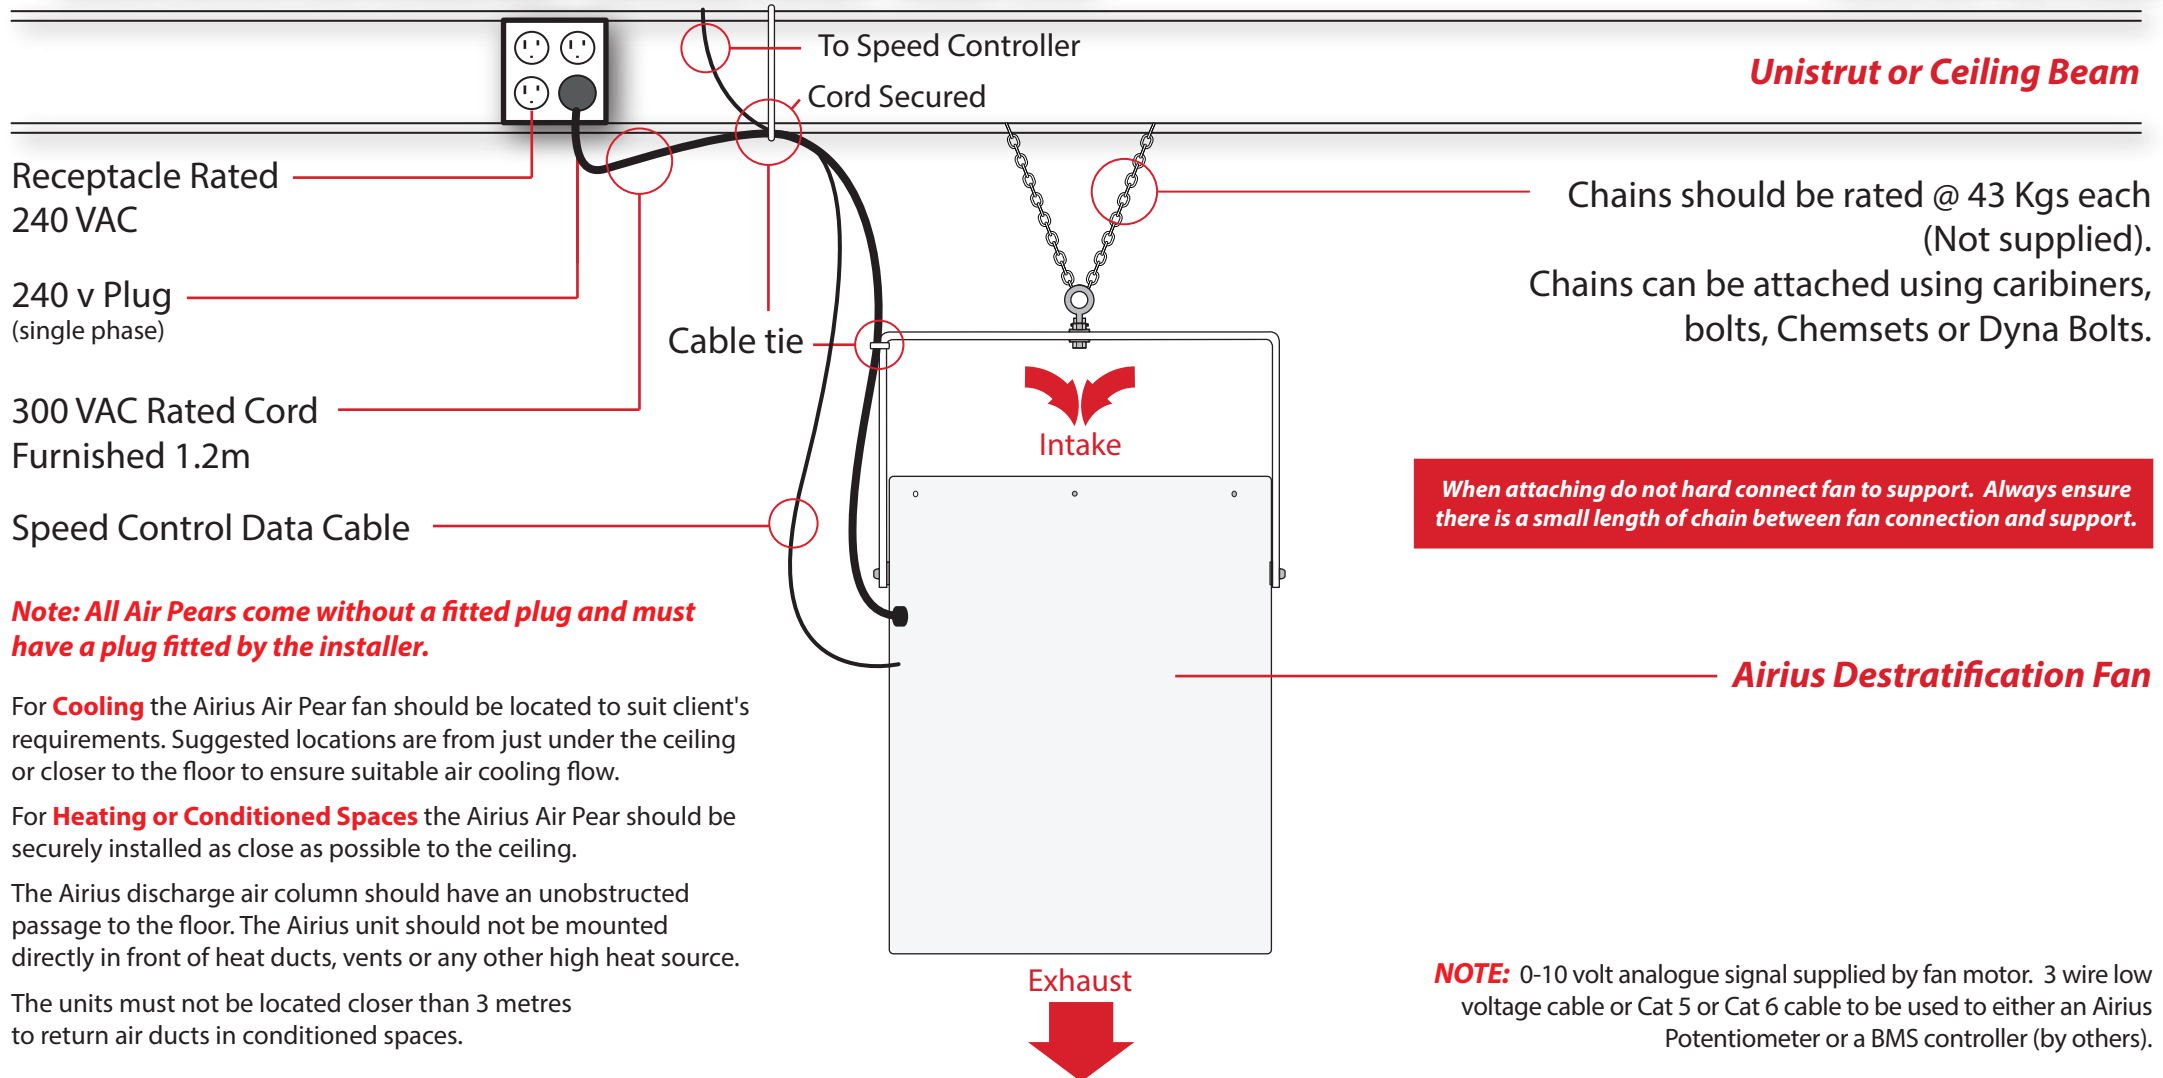 To Speed Controller
Cord Secured
Unistrut or Ceiling Beam
Receptacle Rated
240 VAC
240 v Plug
(single phase)
300 VAC Rated Cord
Furnished 1.2m
Speed Control Data Cable
Cable tie
Chains should be rated @ 43 Kgs each
(Not supplied).
Chains can be attached using caribiners,
bolts, Chemsets or Dyna Bolts.
Intake
When attaching do not hard connect fan to support. Always ensure
there is a small length of chain between fan connection and support.
Note: All Air Pears come without a fitted plug and must
have a plug fitted by the installer.
Airius Destratification Fan
For Cooling the Airius Air Pear fan should be located to suit client's
requirements. Suggested locations are from just under the ceiling
or closer to the floor to ensure suitable air cooling flow.
For Heating or Conditioned Spaces the Airius Air Pear should be
securely installed as close as possible to the ceiling.
The Airius discharge air column should have an unobstructed
passage to the floor. The Airius unit should not be mounted
directly in front of heat ducts, vents or any other high heat source.
The units must not be located closer than 3 metres
to return air ducts in conditioned spaces.
Exhaust
NOTE: 0-10 volt analogue signal supplied by fan motor. 3 wire low
voltage cable or Cat 5 or Cat 6 cable to be used to either an Airius
Potentiometer or a BMS controller (by others).